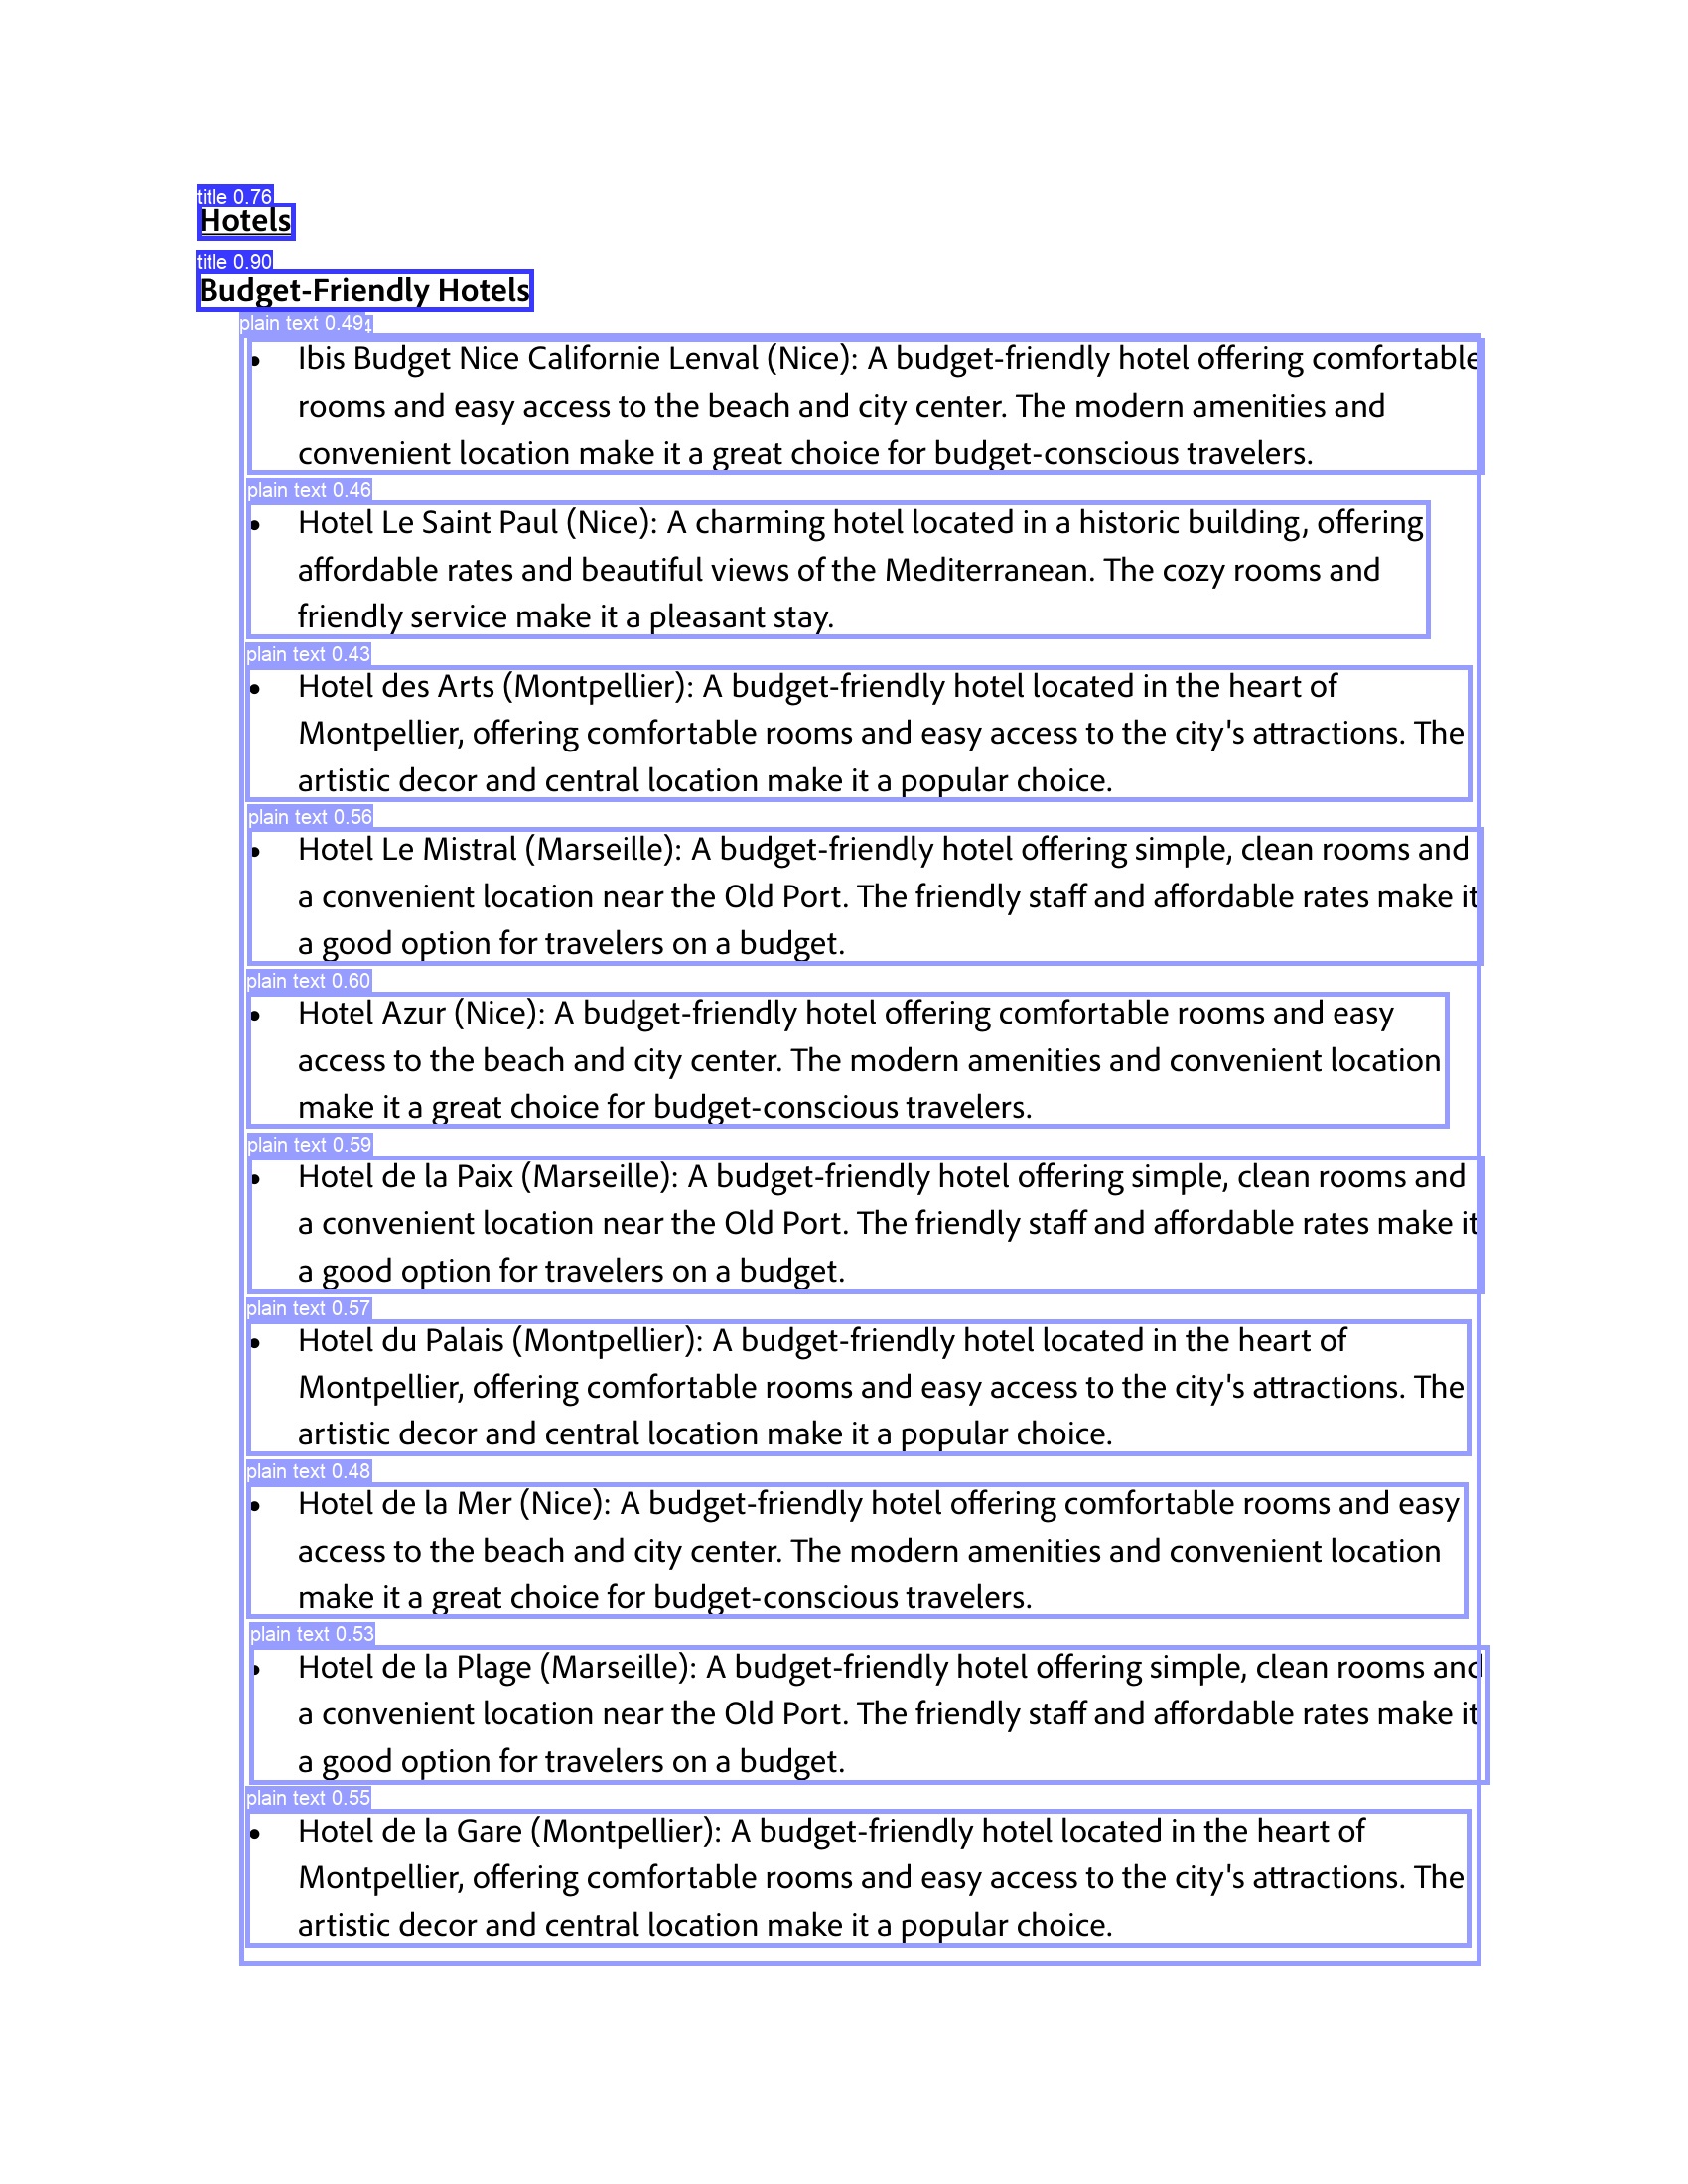 title 0.76
Hotels
title 0.90
Budget-Friendly Hotels
plain text 0.49
• Ibis Budget Nice Californie Lenval (Nice): A budget-friendly hotel offering comfortable
rooms and easy access to the beach and city center. The modern amenities and
convenient location make it a great choice for budget-conscious travelers.
plain text 0.46
• Hotel Le Saint Paul (Nice): A charming hotel located in a historic building, offering
affordable rates and beautiful views of the Mediterranean. The cozy rooms and
friendly service make it a pleasant stay.
plain text 0.43
• Hotel des Arts (Montpellier): A budget-friendly hotel located in the heart of
Montpellier, offering comfortable rooms and easy access to the city's attractions. The
artistic decor and central location make it a popular choice.
plain text 0.56
• Hotel Le Mistral (Marseille): A budget-friendly hotel offering simple, clean rooms and
a convenient location near the Old Port. The friendly staff and affordable rates make it
a good option for travelers on a budget.
plain text 0.60
• Hotel Azur (Nice): A budget-friendly hotel offering comfortable rooms and easy
access to the beach and city center. The modern amenities and convenient location
make it a great choice for budget-conscious travelers.
plain text 0.59
• Hotel de la Paix (Marseille): A budget-friendly hotel offering simple, clean rooms and
a convenient location near the Old Port. The friendly staff and affordable rates make it
a good option for travelers on a budget.
plain text 0.57
• Hotel du Palais (Montpellier): A budget-friendly hotel located in the heart of
Montpellier, offering comfortable rooms and easy access to the city's attractions. The
artistic decor and central location make it a popular choice.
plain text 0.48
• Hotel de la Mer (Nice): A budget-friendly hotel offering comfortable rooms and easy
access to the beach and city center. The modern amenities and convenient location
make it a great choice for budget-conscious travelers.
plain text 0.53
• Hotel de la Plage (Marseille): A budget-friendly hotel offering simple, clean rooms and
a convenient location near the Old Port. The friendly staff and affordable rates make it
a good option for travelers on a budget.
plain text 0.55
• Hotel de la Gare (Montpellier): A budget-friendly hotel located in the heart of
Montpellier, offering comfortable rooms and easy access to the city's attractions. The
artistic decor and central location make it a popular choice.